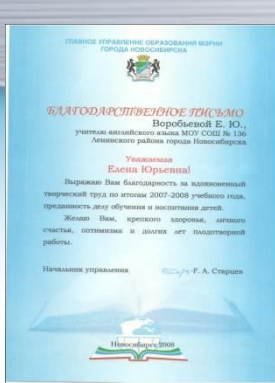 ГЛАВНОЕ УПРАВЛЕНИЕ ОБРАЗОВАНИЯ МЭРИИ
ГОРОДА НОВОСИБИРСКА
БЛАГОДАРСТВЕННОЕ ПИСЬМО
Воробьевой Е. Ю.,
учителю английского языка МОУ СОШ № 136
Ленинского района города Новосибирска
Уважаемая
Елена Юрьевна!
Выражаю Вам благодарность за вдохновенный
творческий труд по итогам 2007-2008 учебного года,
преданность делу обучения и воспитания детей.
Желаю Вам, крепкого здоровья, личного
счастья, оптимизма и долгих лет плодотворной
работы.
Начальник управления Г. А. Старцев
Новосибирск 2008